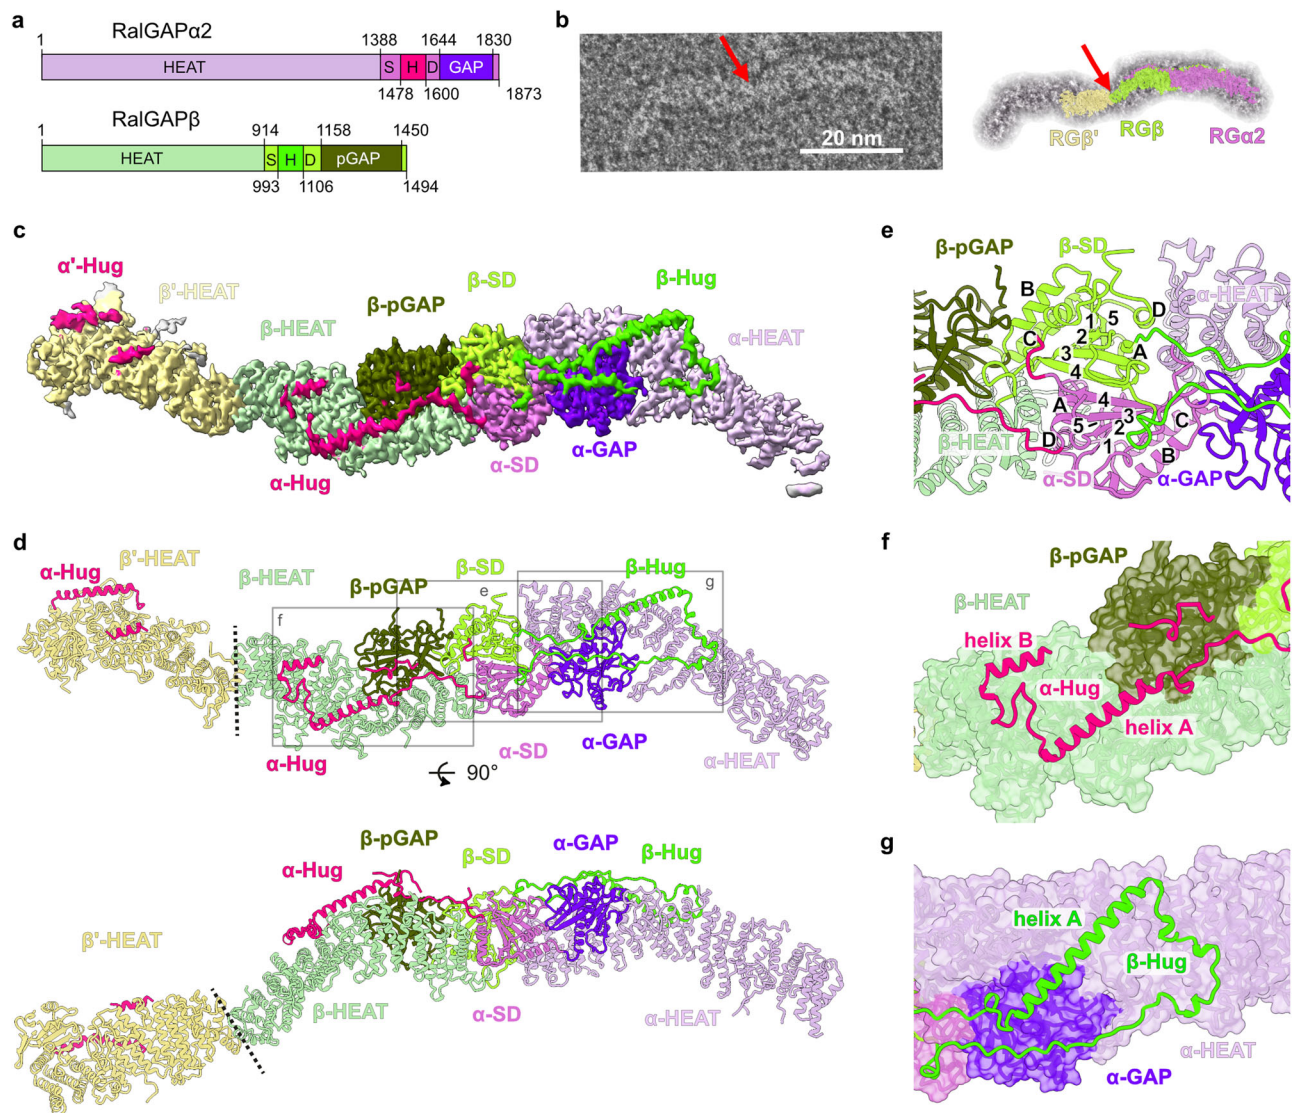 a
RalGAPα2
1
1388
1644
1830
HEAT
S
H
D
GAP
1478
1600
1873
RalGAPβ
1
914
1158
1450
HEAT
S
H
D
pGAP
993
1106
1494
b
20 nm
RGβ'
RGβ
RGα2
c
α'-Hug
β'-HEAT
β-HEAT
β-pGAP
β-SD
β-Hug
α-HEAT
α-Hug
α-SD
α-GAP
d
β'-HEAT
α-Hug
β-HEAT
β-pGAP
β-SD
β-Hug
f
e
g
α-Hug
α-SD
α-GAP
α-HEAT
90°
β-pGAP
α-GAP
α-Hug
β-SD
β-Hug
β'-HEAT
β-HEAT
α-SD
α-HEAT
e
β-pGAP
β-SD
α-HEAT
B
D
1
5
2
C
3
A
4
A
4
3
C
5
2
D
1
B
β-HEAT
α-SD
α-GAP
f
β-pGAP
β-HEAT
helix B
α-Hug
helix A
g
helix A
β-Hug
α-HEAT
α-GAP